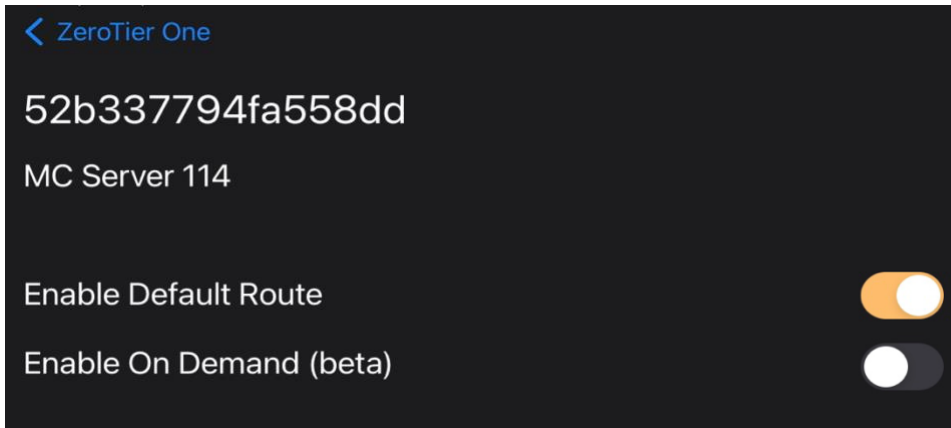 ZeroTier One
52b337794fa558dd
MC Server 114
Enable Default Route
Enable On Demand (beta)